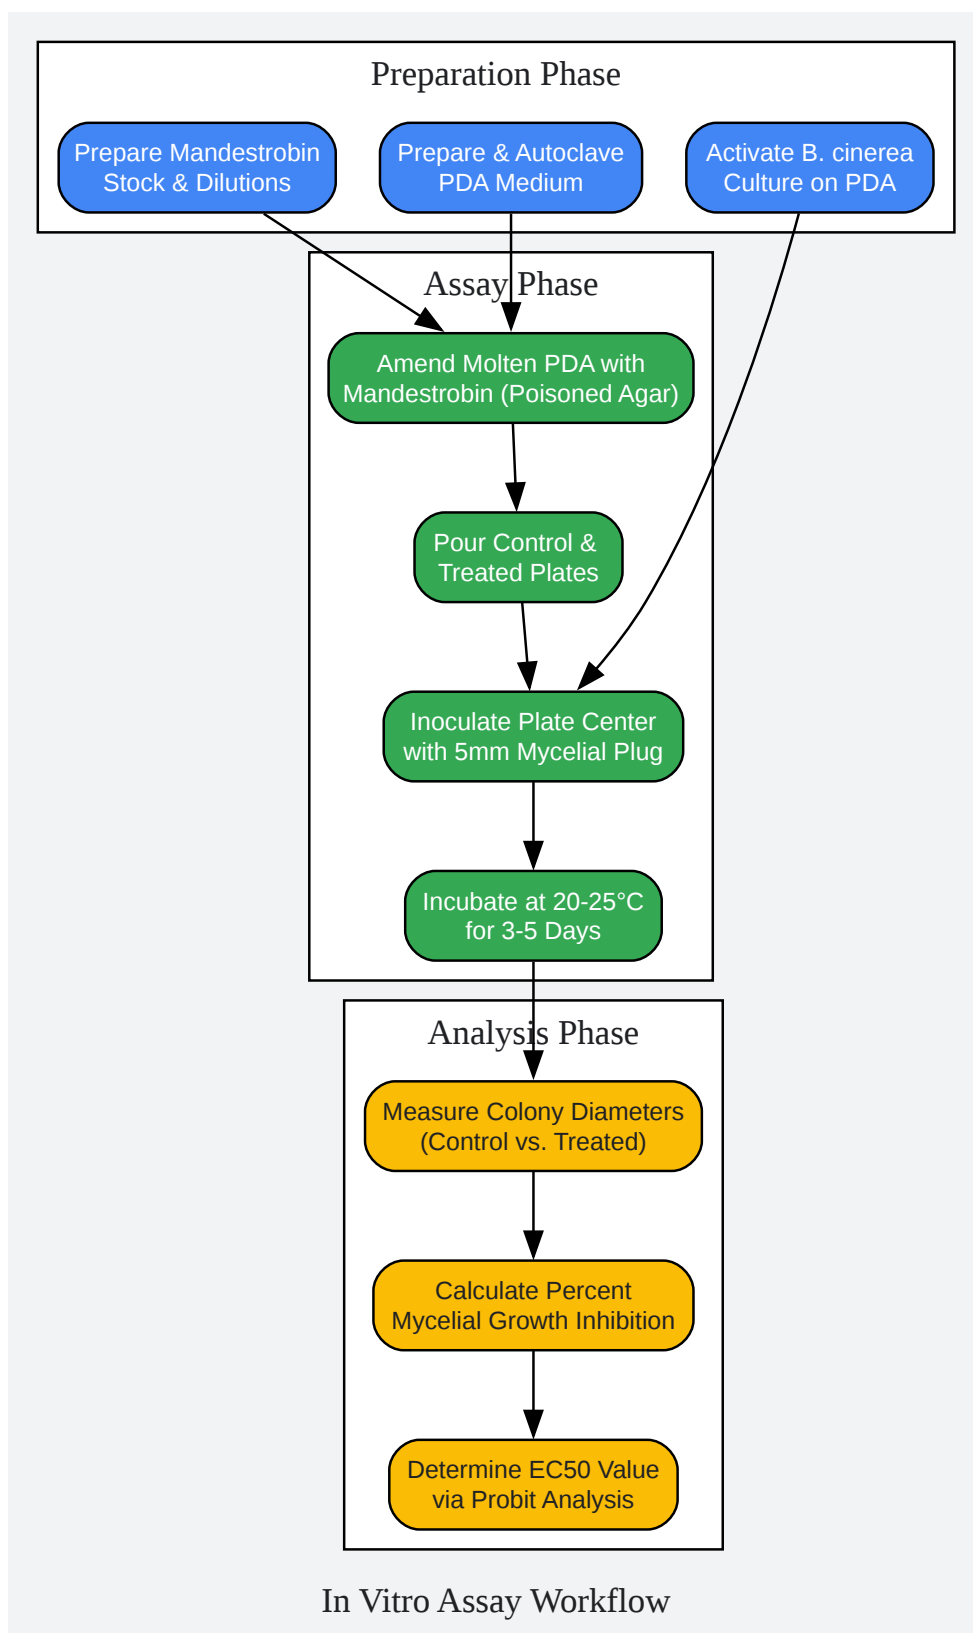 Preparation Phase
Prepare Mandestrobin
Stock & Dilutions
Prepare & Autoclave
PDA Medium
Activate B. cinerea
Culture on PDA
Assay Phase
Amend Molten PDA with
Mandestrobin (Poisoned Agar)
Pour Control &
Treated Plates
Inoculate Plate Center
with 5mm Mycelial Plug
Incubate at 20-25°C
for 3-5 Days
Analysis Phase
Measure Colony Diameters
(Control vs. Treated)
Calculate Percent
Mycelial Growth Inhibition
Determine EC50 Value
via Probit Analysis
In Vitro Assay Workflow